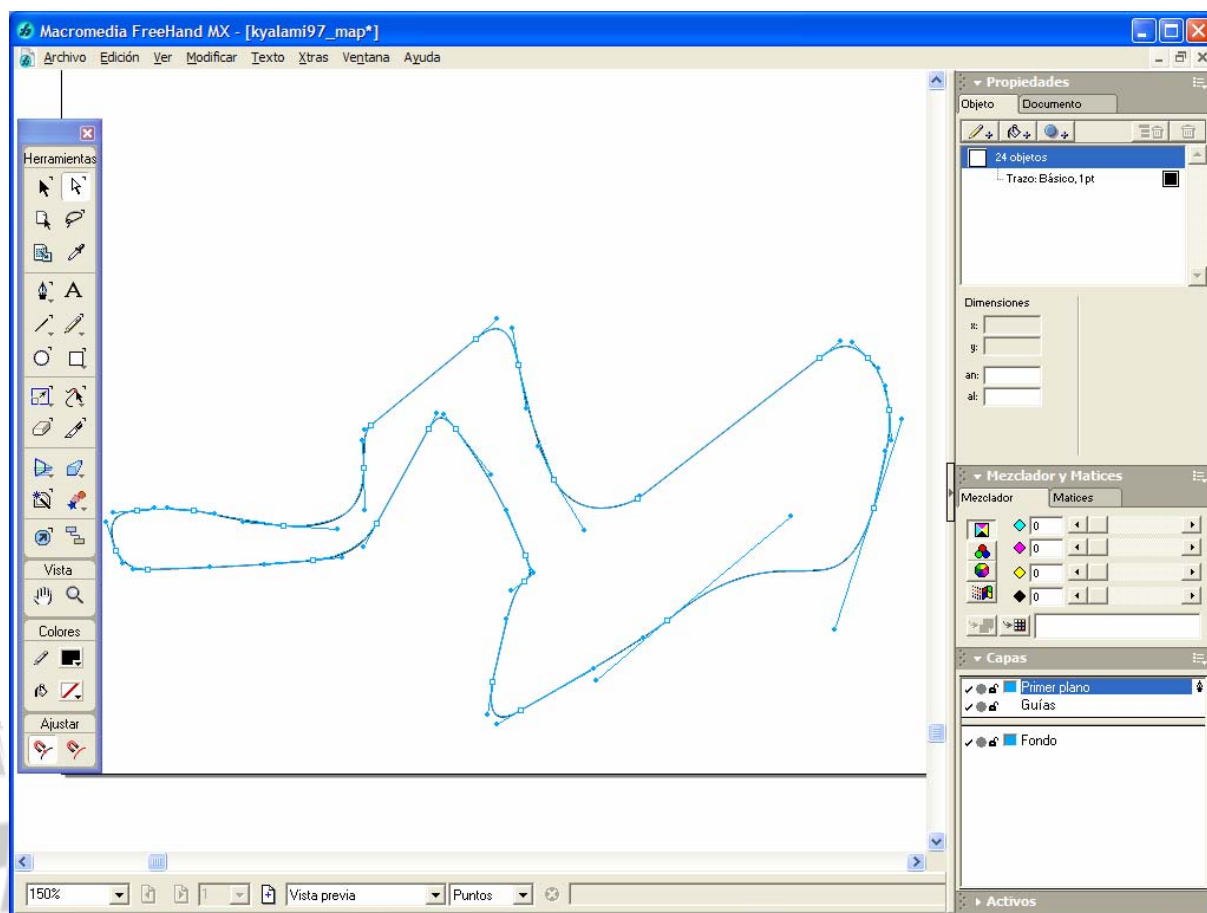 Macromedia FreeHand MX - [kyalami97_map*]
Archivo Edición Ver Modificar Texto Xtras Ventana Ayuda
Herramientas
A
Vista
Colores
Ajustar
Propiedades
Objeto Documento
24 objetos
Trazo: Básico, 1pt
Dimensiones
x:
y:
an:
al:
Mezclador y Matices
Mezclador Matices
0
0
0
0
Capas
Primer plano
Guías
Fondo
Activos
150% 1 Vista previa Puntos